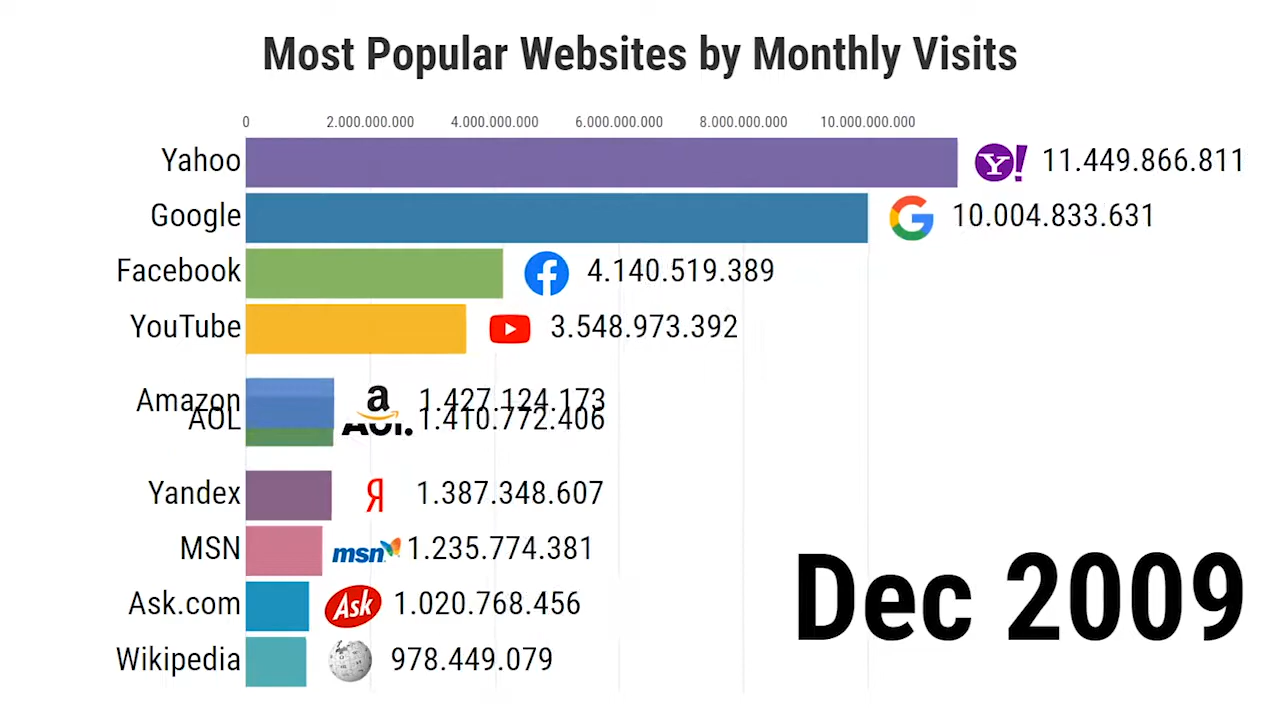 Most Popular Websites by Monthly Visits
0 2.000.000.000 4.000.000.000 6.000.000.000 8.000.000.000 10.000.000.000
Yahoo Y! 11.449.866.811
Google G 10.004.833.631
Facebook f 4.140.519.389
YouTube 3.548.973.392
Amazon a 1.427.124.173
AOL Aol. 1.410.772.406
Yandex Я 1.387.348.607
MSN msn 1.235.774.381
Ask.com Ask 1.020.768.456
Wikipedia 978.449.079
Dec 2009